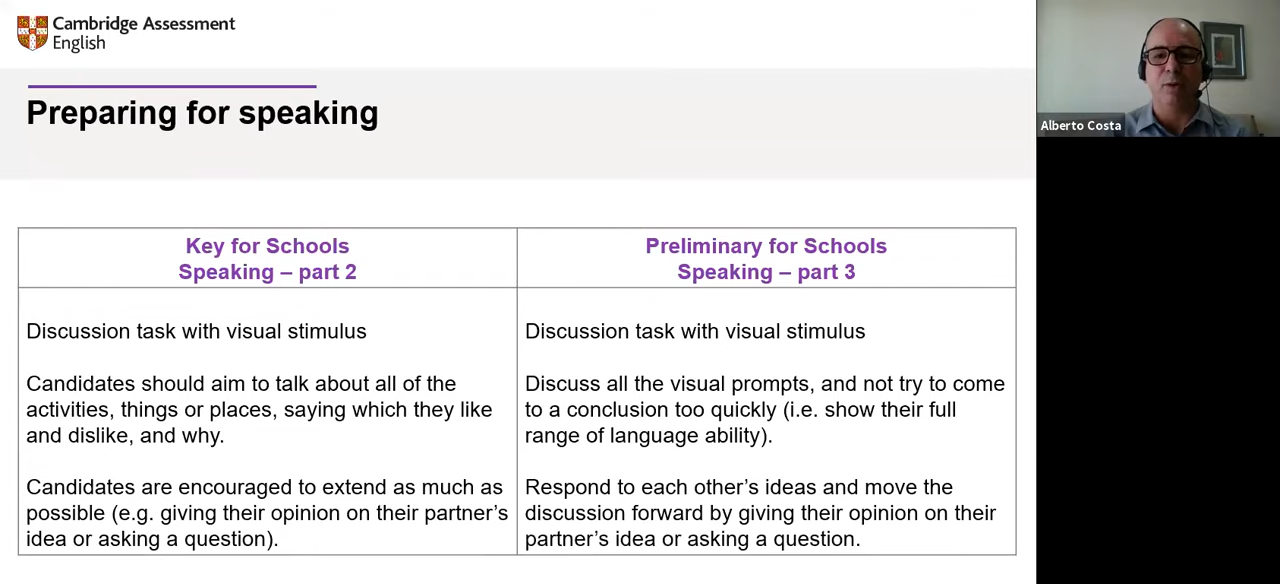 Cambridge Assessment
English
Preparing for speaking
Alberto Costa
Key for Schools
Speaking – part 2
Discussion task with visual stimulus
Candidates should aim to talk about all of the
activities, things or places, saying which they like
and dislike, and why.
Candidates are encouraged to extend as much as
possible (e.g. giving their opinion on their partner’s
idea or asking a question).
Preliminary for Schools
Speaking – part 3
Discussion task with visual stimulus
Discuss all the visual prompts, and not try to come
to a conclusion too quickly (i.e. show their full
range of language ability).
Respond to each other’s ideas and move the
discussion forward by giving their opinion on their
partner’s idea or asking a question.